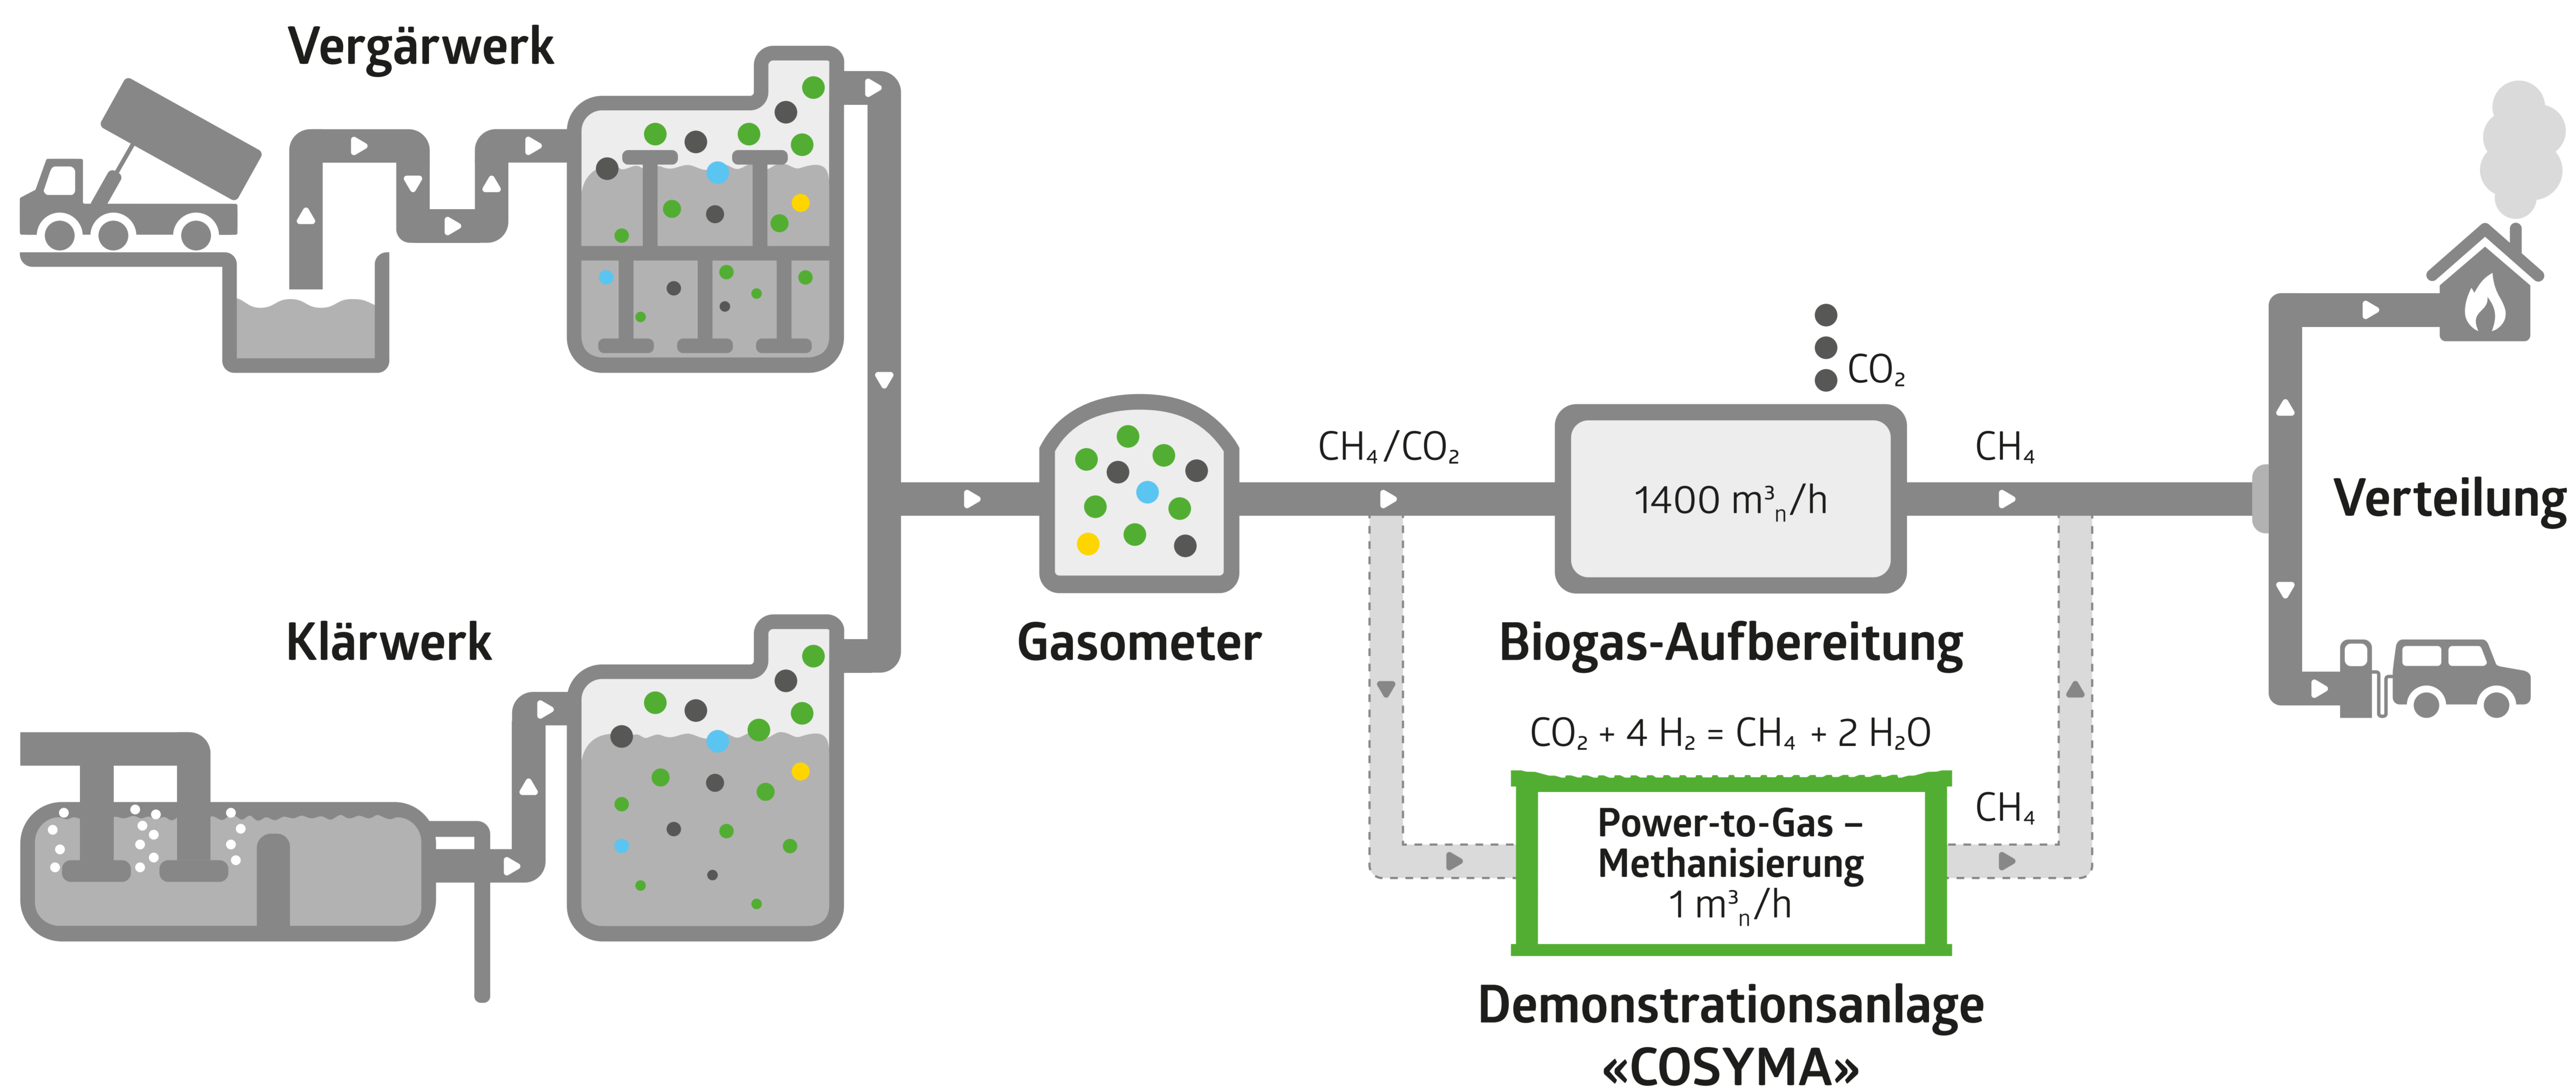 Vergärwerk
Klärwerk
Gasometer
CH₄/CO₂
CO₂
1400 m³ₙ/h
Biogas-Aufbereitung
CH₄
CO₂ + 4 H₂ = CH₄ + 2 H₂O
Power-to-Gas –
Methanisierung
1 m³ₙ/h
CH₄
Demonstrationsanlage
«COSYMA»
Verteilung